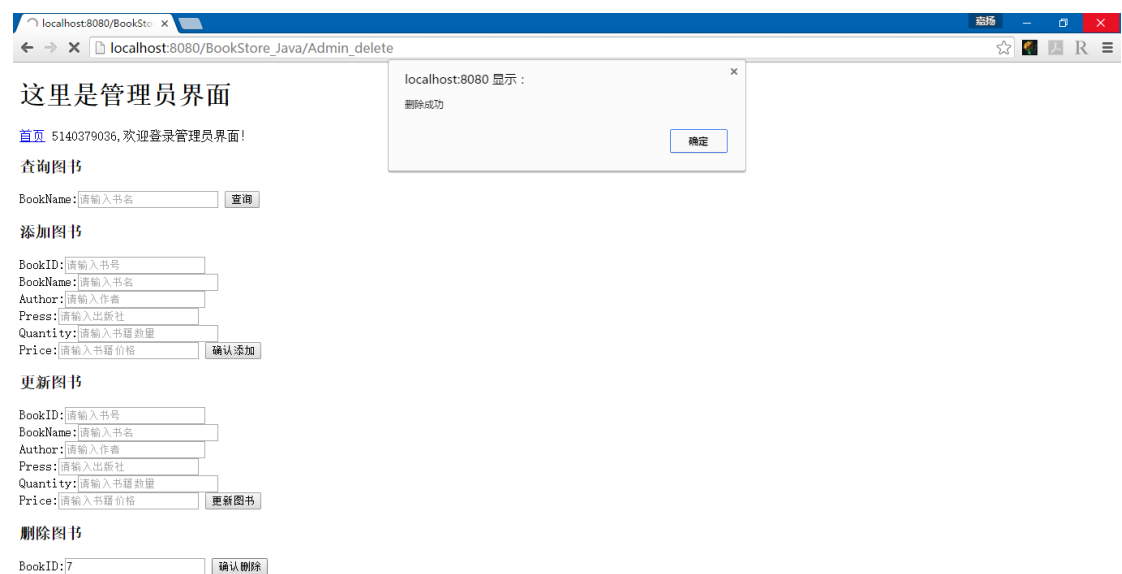 localhost:8080/BookSto
嘉扬
localhost:8080/BookStore_Java/Admin_delete
R
localhost:8080 显示：
删除成功
确定
这里是管理员界面
首页 5140379036,欢迎登录管理员界面!
查询图书
BookName:请输入书名 查询
添加图书
BookID:请输入书号
BookName:请输入书名
Author:请输入作者
Press:请输入出版社
Quantity:请输入书籍数量
Price:请输入书籍价格 确认添加
更新图书
BookID:请输入书号
BookName:请输入书名
Author:请输入作者
Press:请输入出版社
Quantity:请输入书籍数量
Price:请输入书籍价格 更新图书
删除图书
BookID:7 确认删除